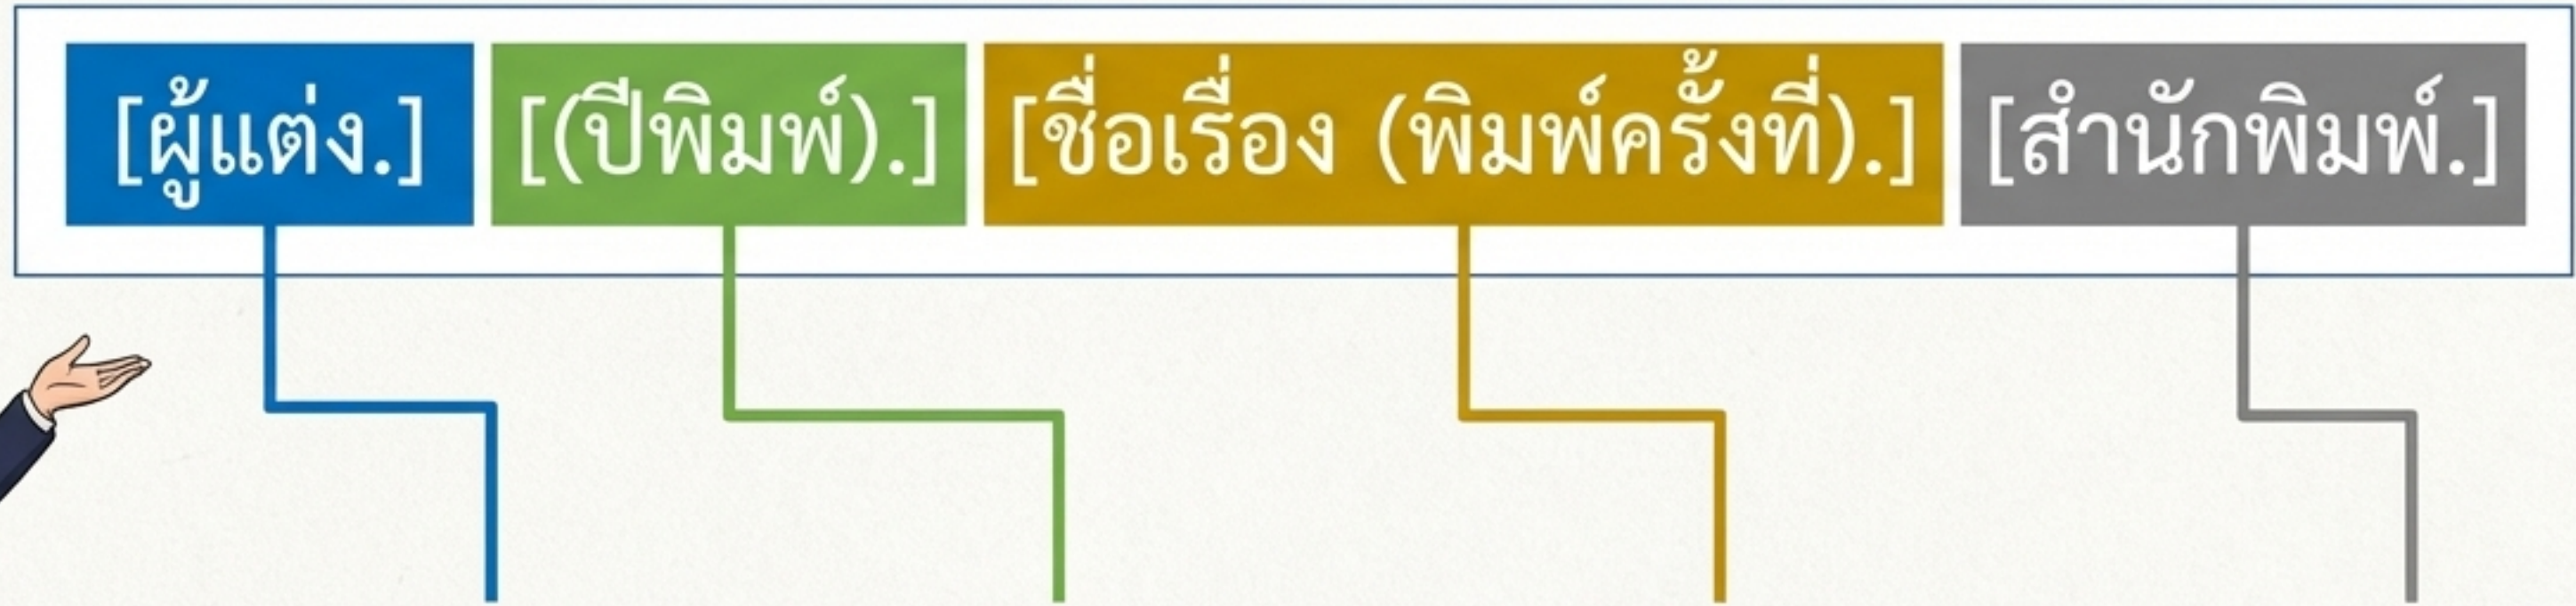 [ผู้แต่ง.] [(ปีพิมพ์).] [ชื่อเรื่อง (พิมพ์ครั้งที่).] [สำนักพิมพ์.]